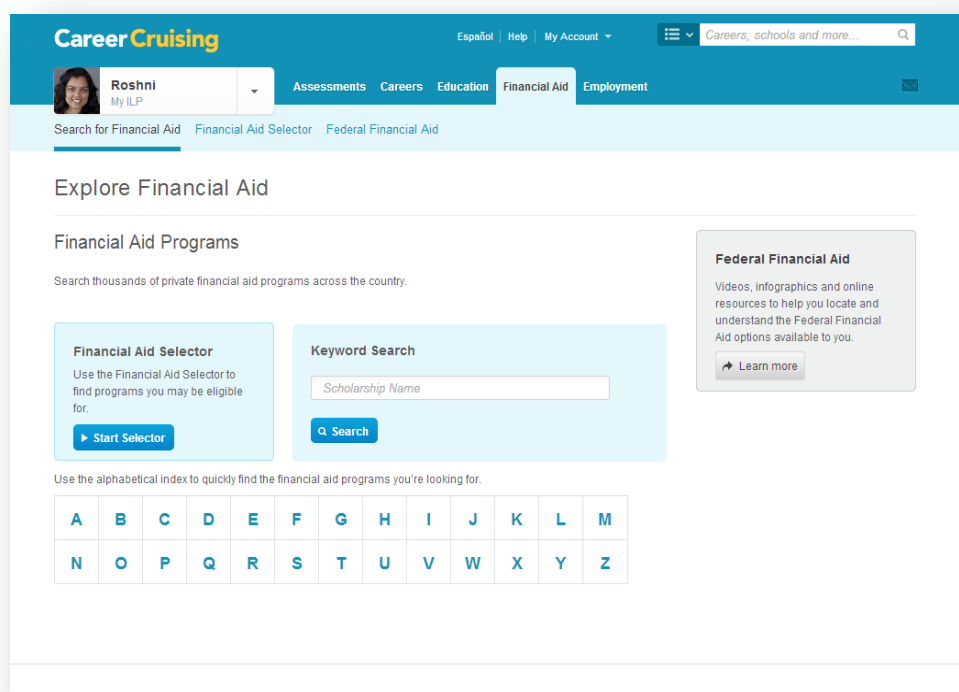 Career Cruising
Español | Help | My Account
Careers, schools and more...
Roshni
My ILP
Assessments Careers Education Financial Aid Employment
Search for Financial Aid Financial Aid Selector Federal Financial Aid
Explore Financial Aid
Financial Aid Programs
Search thousands of private financial aid programs across the country.
Financial Aid Selector
Use the Financial Aid Selector to
find programs you may be eligible
for.
Start Selector
Keyword Search
Scholarship Name
Search
Federal Financial Aid
Videos, infographics and online
resources to help you locate and
understand the Federal Financial
Aid options available to you.
Learn more
Use the alphabetical index to quickly find the financial aid programs you're looking for.
A B C D E F G H I J K L M
N O P Q R S T U V W X Y Z